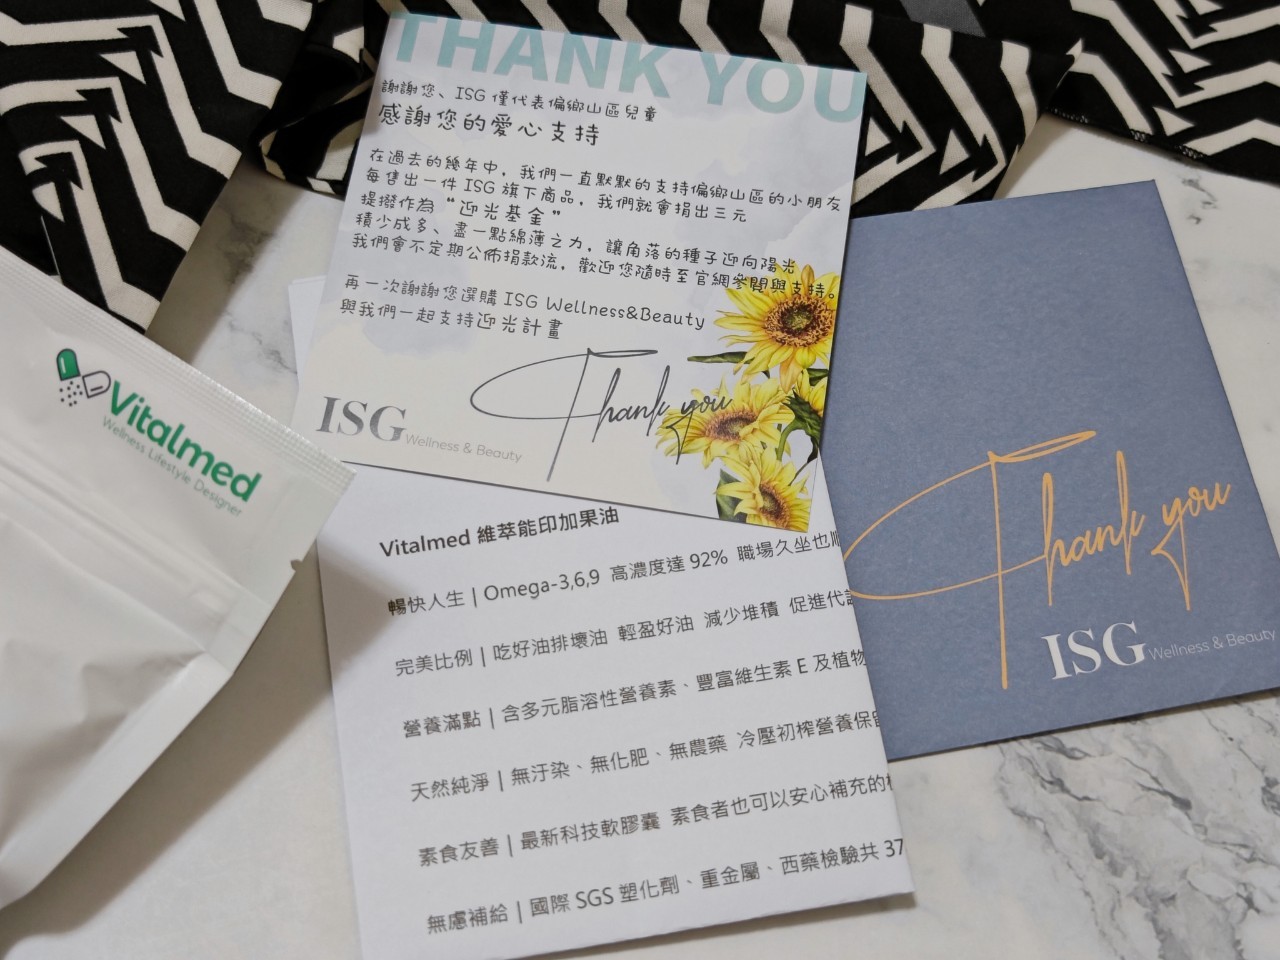 THANK YOU
謝謝您、ISG 僅代表偏鄉山區兒童
感謝您的愛心支持
在過去的幾年中，我們一直默默的支持偏鄉山區的小朋友
每售出一件 ISG 旗下商品，我們就會捐出三元
提撥作為 “迎光基金”
積少成多、盡一點綿薄之力，讓角落的種子迎向陽光
我們會不定期公佈捐款流，歡迎您隨時至官網參閱與支持。
再一次謝謝您選購 ISG Wellness&Beauty
與我們一起支持迎光計畫
Thank you
ISG Wellness & Beauty
Vitalmed
Wellness Lifestyle Designer
Vitalmed 維萃能印加果油
暢快人生 | Omega-3,6,9 高濃度達 92% 職場久坐也順
完美比例 | 吃好油排壞油 輕盈好油 減少堆積 促進代謝
營養滿點 | 含多元脂溶性營養素、豐富維生素 E 及植物
天然純淨 | 無汙染、無化肥、無農藥 冷壓初榨營養保留
素食友善 | 最新科技軟膠囊 素食者也可以安心補充的
無慮補給 | 國際 SGS 塑化劑、重金屬、西藥檢驗共 37
Thank you
ISG Wellness & Beauty